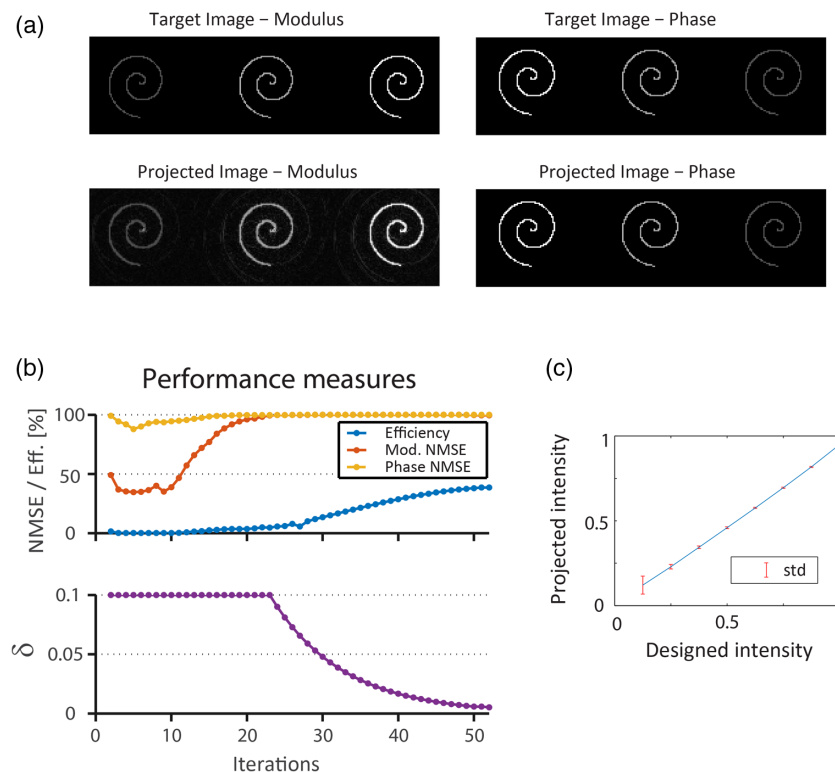 (a)
Target Image – Modulus
Target Image – Phase
Projected Image – Modulus
Projected Image – Phase
(b)
Performance measures
NMSE / Eff. [%]
100
50
0
Efficiency
Mod. NMSE
Phase NMSE
δ
0.1
0.05
0
0 10 20 30 40 50
Iterations
(c)
Projected intensity
1
0.5
0
std
0 0.5 1
Designed intensity